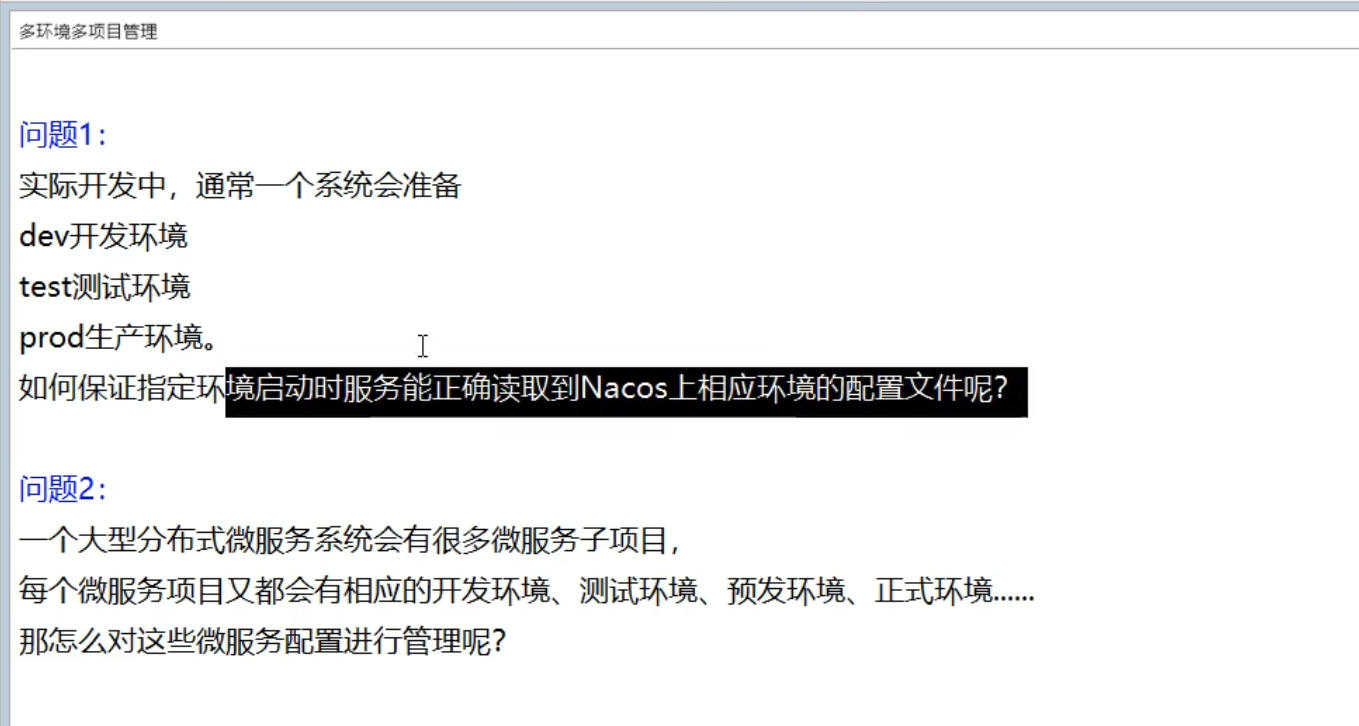 多环境多项目管理
问题1：
实际开发中，通常一个系统会准备
dev开发环境
test测试环境
prod生产环境。
如何保证指定环境启动时服务能正确读取到Nacos上相应环境的配置文件呢？
问题2：
一个大型分布式微服务系统会有很多微服务子项目，
每个微服务项目又都会有相应的开发环境、测试环境、预发环境、正式环境......
那怎么对这些微服务配置进行管理呢？